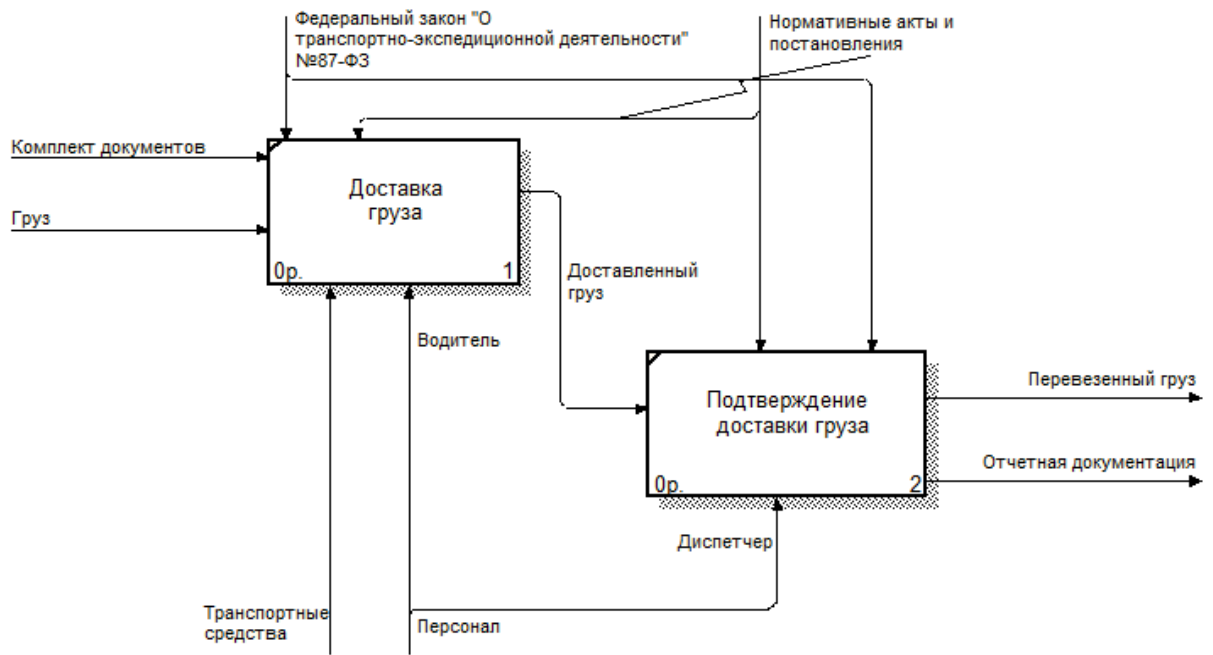 Федеральный закон "О
транспортно-экспедиционной деятельности"
№87-ФЗ
Нормативные акты и
постановления
Комплект документов
Груз
Доставка
груза
0р.
1
Доставленный
груз
Водитель
Подтверждение
доставки груза
0р.
2
Перевезенный груз
Отчетная документация
Диспетчер
Транспортные
средства
Персонал